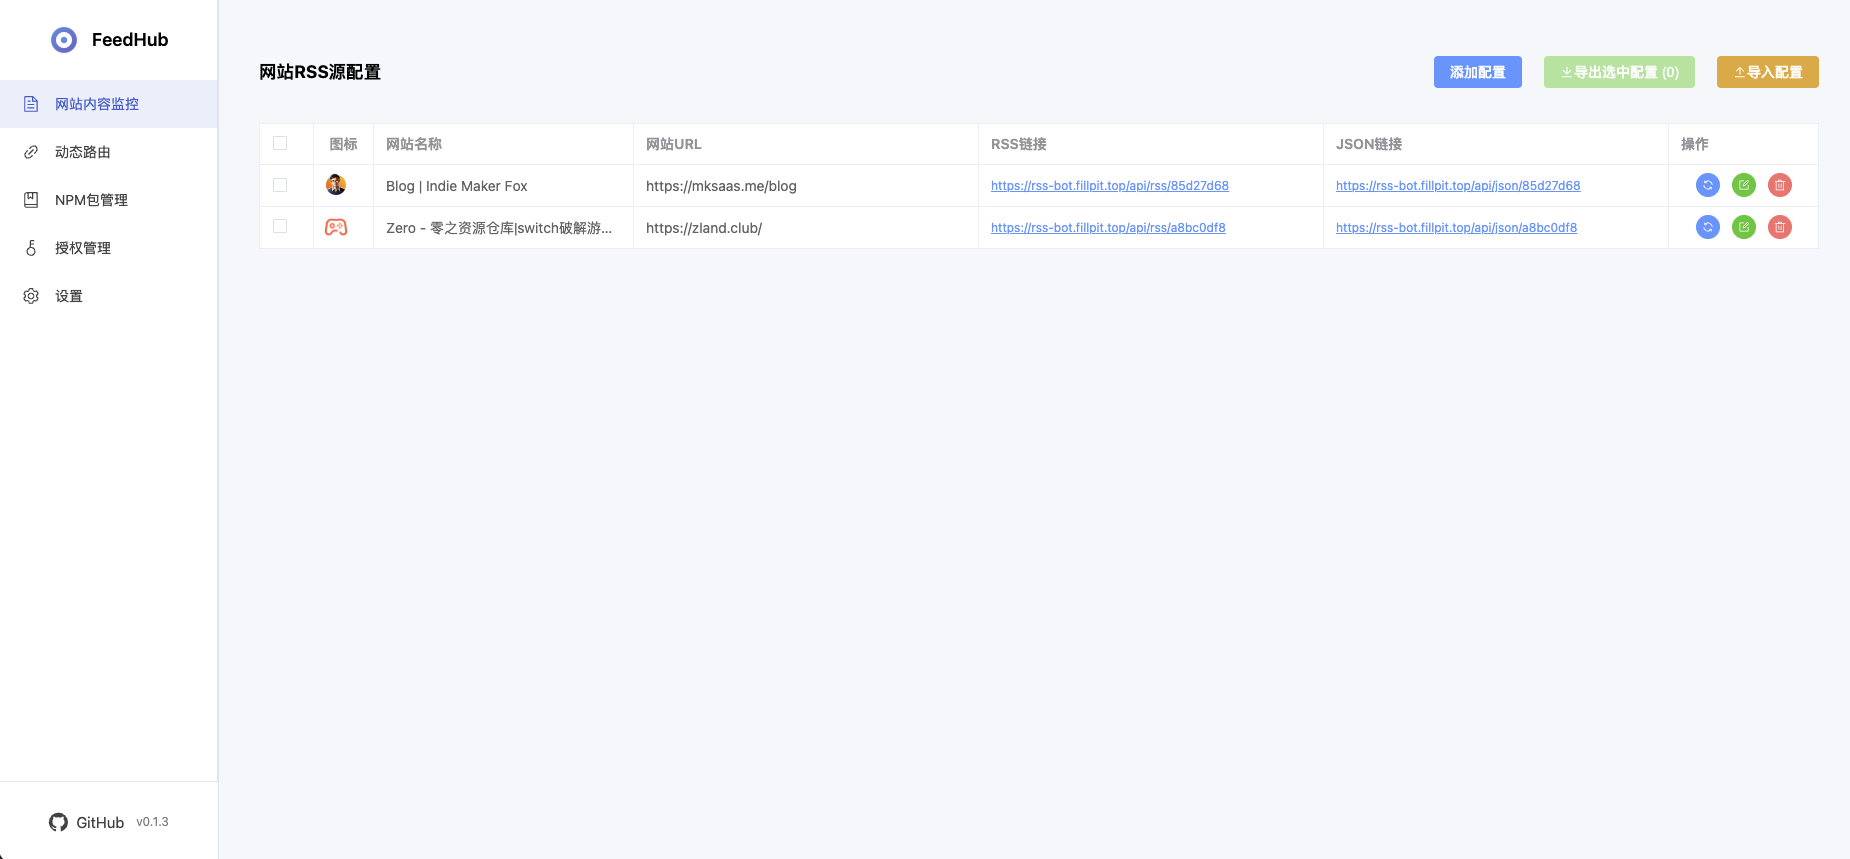 FeedHub
网站内容监控
动态路由
NPM包管理
授权管理
设置
GitHub v0.1.3
网站RSS源配置
添加配置
导出选中配置 (0)
导入配置
图标 网站名称 网站URL RSS链接 JSON链接 操作
Blog | Indie Maker Fox https://mksaas.me/blog https://rss-bot.fillpit.top/api/rss/85d27d68 https://rss-bot.fillpit.top/api/json/85d27d68
Zero - 零之资源仓库|switch破解游... https://zland.club/ https://rss-bot.fillpit.top/api/rss/a8bc0df8 https://rss-bot.fillpit.top/api/json/a8bc0df8